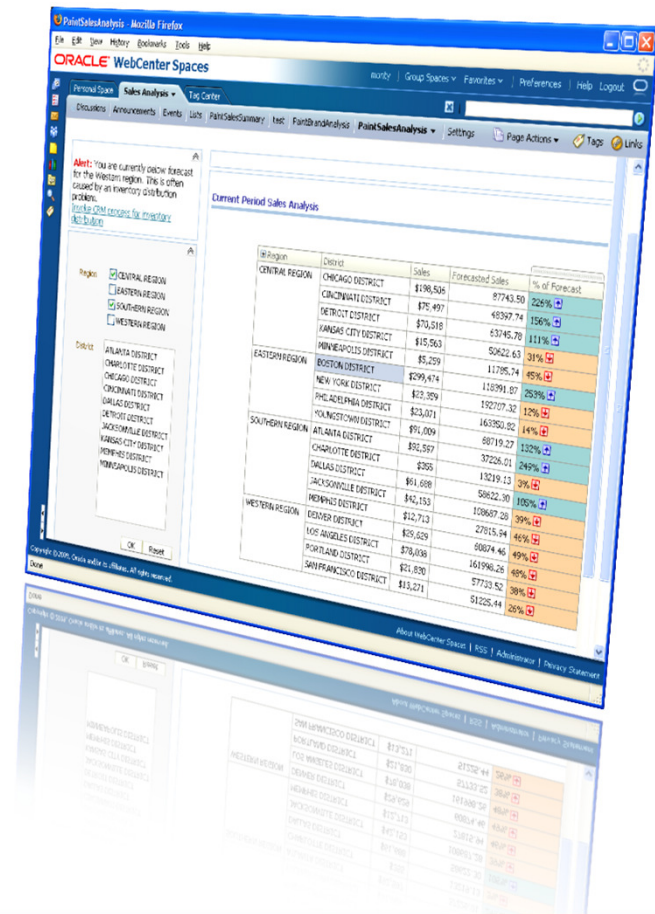 PaintSalesAnalysis - Mozilla Firefox
File Edit View History Bookmarks Tools Help
ORACLE WebCenter Spaces
monty | Group Spaces | Favorites | Preferences | Help Logout
Personal Space Sales Analysis Tag Center
Discussions Announcements Events Lists PaintSalesSummary test PaintBrandAnalysis PaintSalesAnalysis Settings Page Actions Tags Links
Alert: You are currently below forecast
for the Western region. This is often
caused by an inventory distribution
problem.
Invoke CRM process for inventory
distribution
Current Period Sales Analysis
Region
CENTRAL REGION
EASTERN REGION
SOUTHERN REGION
WESTERN REGION
District
ATLANTA DISTRICT
CHARLOTTE DISTRICT
CHICAGO DISTRICT
CINCINNATI DISTRICT
DALLAS DISTRICT
DETROIT DISTRICT
JACKSONVILLE DISTRICT
KANSAS CITY DISTRICT
MEMPHIS DISTRICT
MINNEAPOLIS DISTRICT
OK Reset
Region District Sales Forecasted Sales % of Forecast
CENTRAL REGION CHICAGO DISTRICT $198,506 87743.50 226%
CINCINNATI DISTRICT $75,497 48397.74 156%
DETROIT DISTRICT $70,518 63745.78 111%
KANSAS CITY DISTRICT $15,563 50622.63 31%
MINNEAPOLIS DISTRICT $5,259 11785.74 45%
EASTERN REGION BOSTON DISTRICT $299,474 118391.87 253%
NEW YORK DISTRICT $23,359 192707.32 12%
PHILADELPHIA DISTRICT $23,071 163350.92 14%
YOUNGSTOWN DISTRICT $91,009 68719.27 132%
SOUTHERN REGION ATLANTA DISTRICT $92,597 37226.01 249%
CHARLOTTE DISTRICT $355 13219.13 3%
DALLAS DISTRICT $61,688 58622.30 105%
JACKSONVILLE DISTRICT $42,153 108687.28 39%
MEMPHIS DISTRICT $12,713 27815.94 46%
WESTERN REGION DENVER DISTRICT $29,629 60874.46 49%
LOS ANGELES DISTRICT $78,038 161998.26 48%
PORTLAND DISTRICT $21,830 57733.52 38%
SAN FRANCISCO DISTRICT $13,271 51225.44 26%
About WebCenter Spaces | RSS | Administrator | Privacy Statement
Copyright ©2009, Oracle and/or its affiliates. All rights reserved.
Done